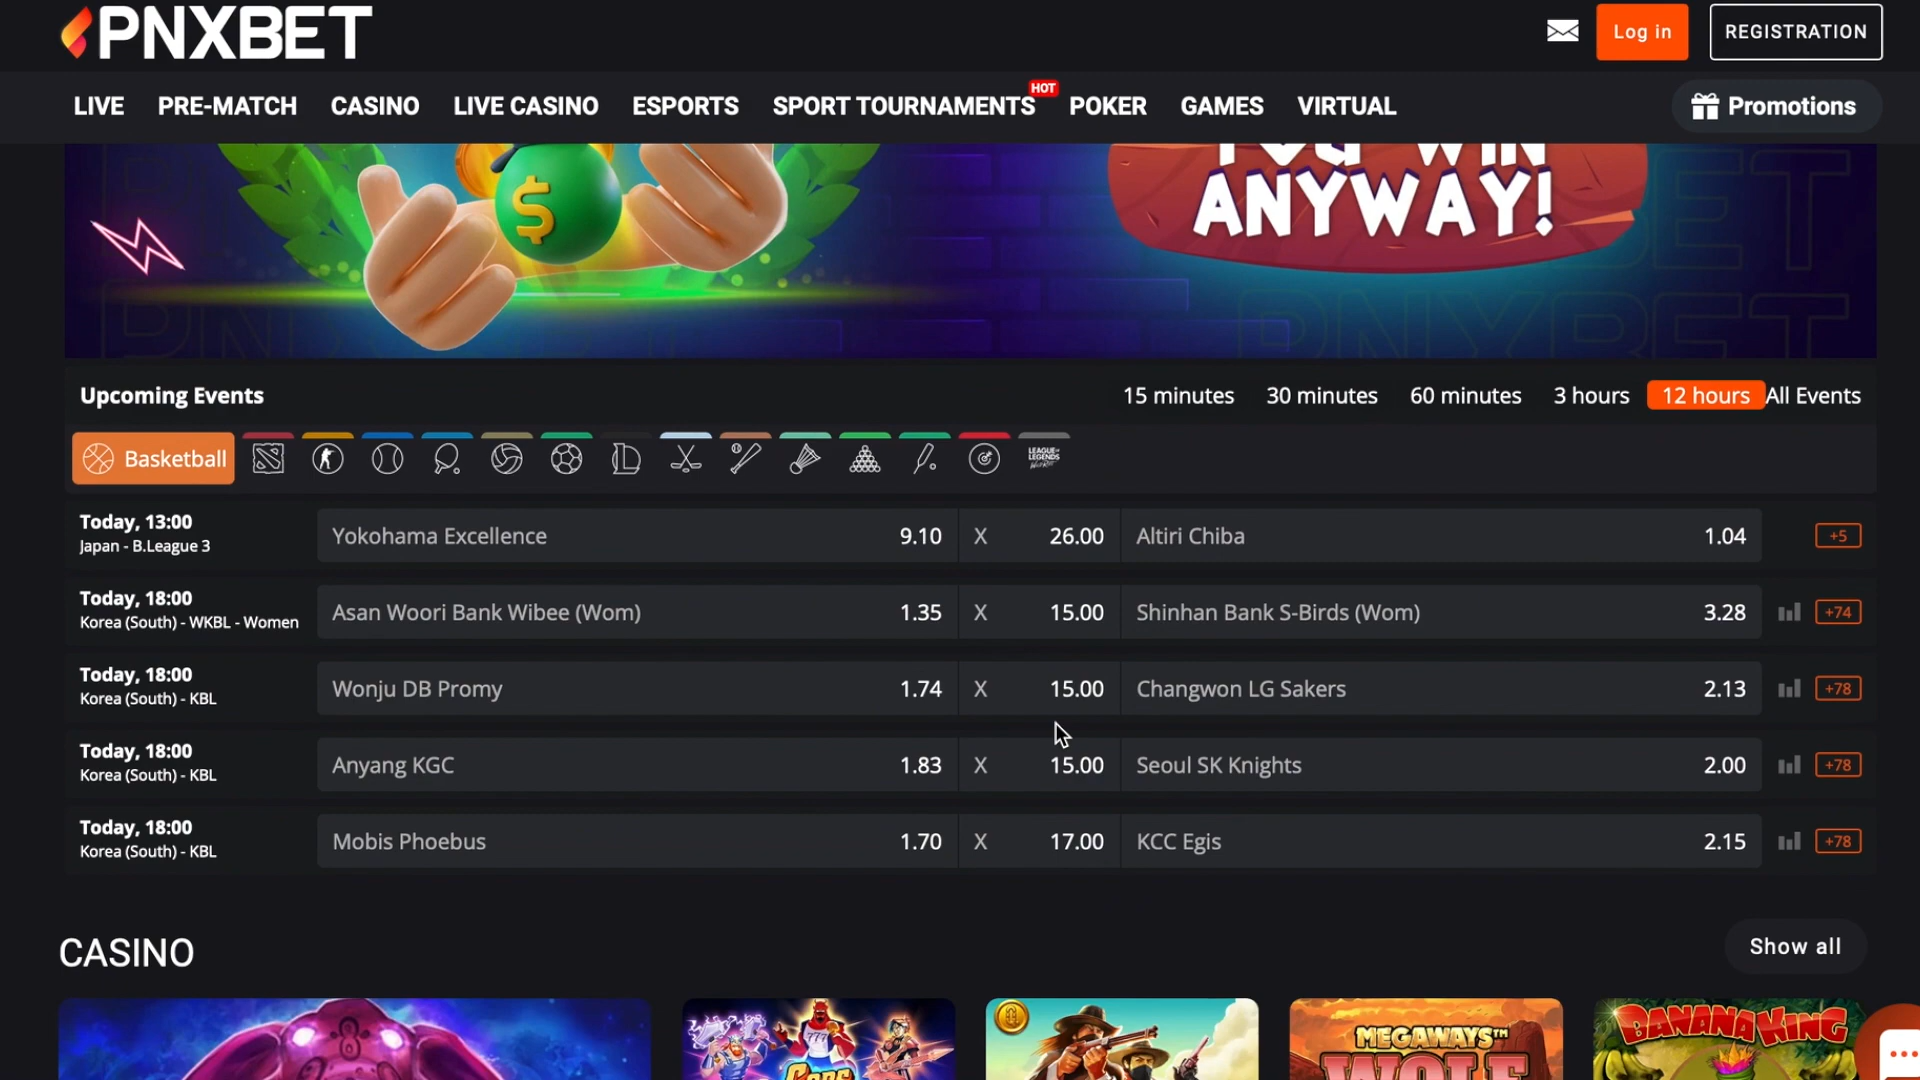 PNXBET
Log in
REGISTRATION
LIVE
PRE-MATCH
CASINO
LIVE CASINO
ESPORTS
SPORT TOURNAMENTS
HOT
POKER
GAMES
VIRTUAL
Promotions
YOU WIN
ANYWAY!
$
Upcoming Events
15 minutes
30 minutes
60 minutes
3 hours
12 hours
All Events
Basketball
LEAGUE OF
LEGENDS
Today, 13:00
Japan - B.League 3
Yokohama Excellence 9.10 X 26.00 Altiri Chiba 1.04 +5
Today, 18:00
Korea (South) - WKBL - Women
Asan Woori Bank Wibee (Wom) 1.35 X 15.00 Shinhan Bank S-Birds (Wom) 3.28 +74
Today, 18:00
Korea (South) - KBL
Wonju DB Promy 1.74 X 15.00 Changwon LG Sakers 2.13 +78
Today, 18:00
Korea (South) - KBL
Anyang KGC 1.83 X 15.00 Seoul SK Knights 2.00 +78
Today, 18:00
Korea (South) - KBL
Mobis Phoebus 1.70 X 17.00 KCC Egis 2.15 +78
CASINO
Show all
MEGAWAYS™
WOLF
BANANA KING